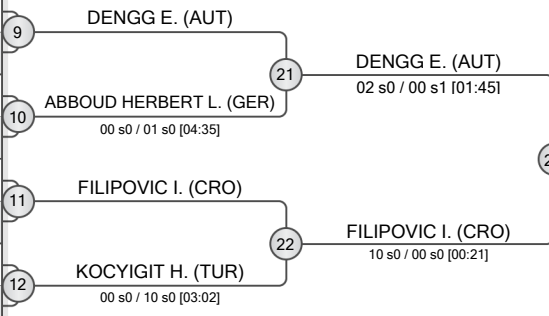 DENGG E. (AUT)
9
21
DENGG E. (AUT)
02 s0 / 00 s1 [01:45]
ABBOUD HERBERT L. (GER)
10
00 s0 / 01 s0 [04:35]
11
FILIPOVIC I. (CRO)
22
FILIPOVIC I. (CRO)
10 s0 / 00 s0 [00:21]
KOCYIGIT H. (TUR)
12
00 s0 / 10 s0 [03:02]